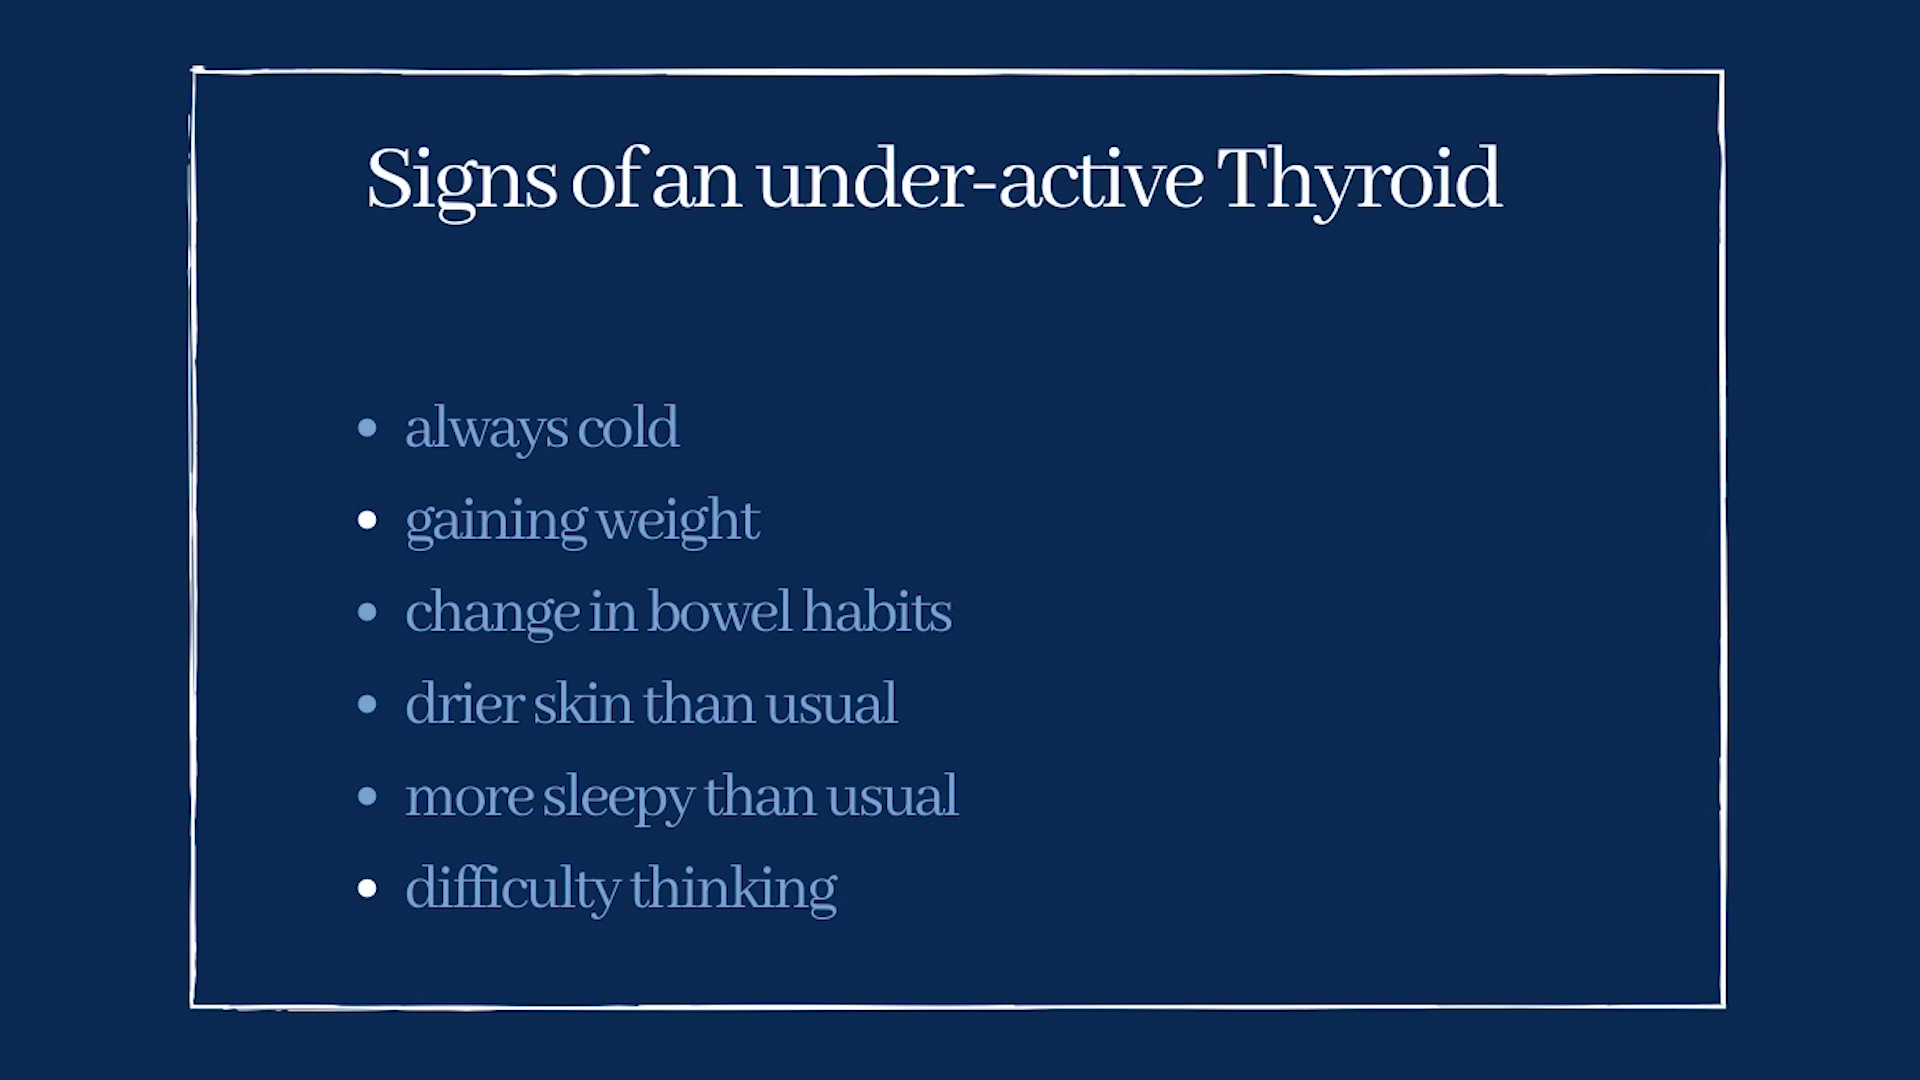 Signs of an under-active Thyroid
• always cold
• gaining weight
• change in bowel habits
• drier skin than usual
• more sleepy than usual
• difficulty thinking